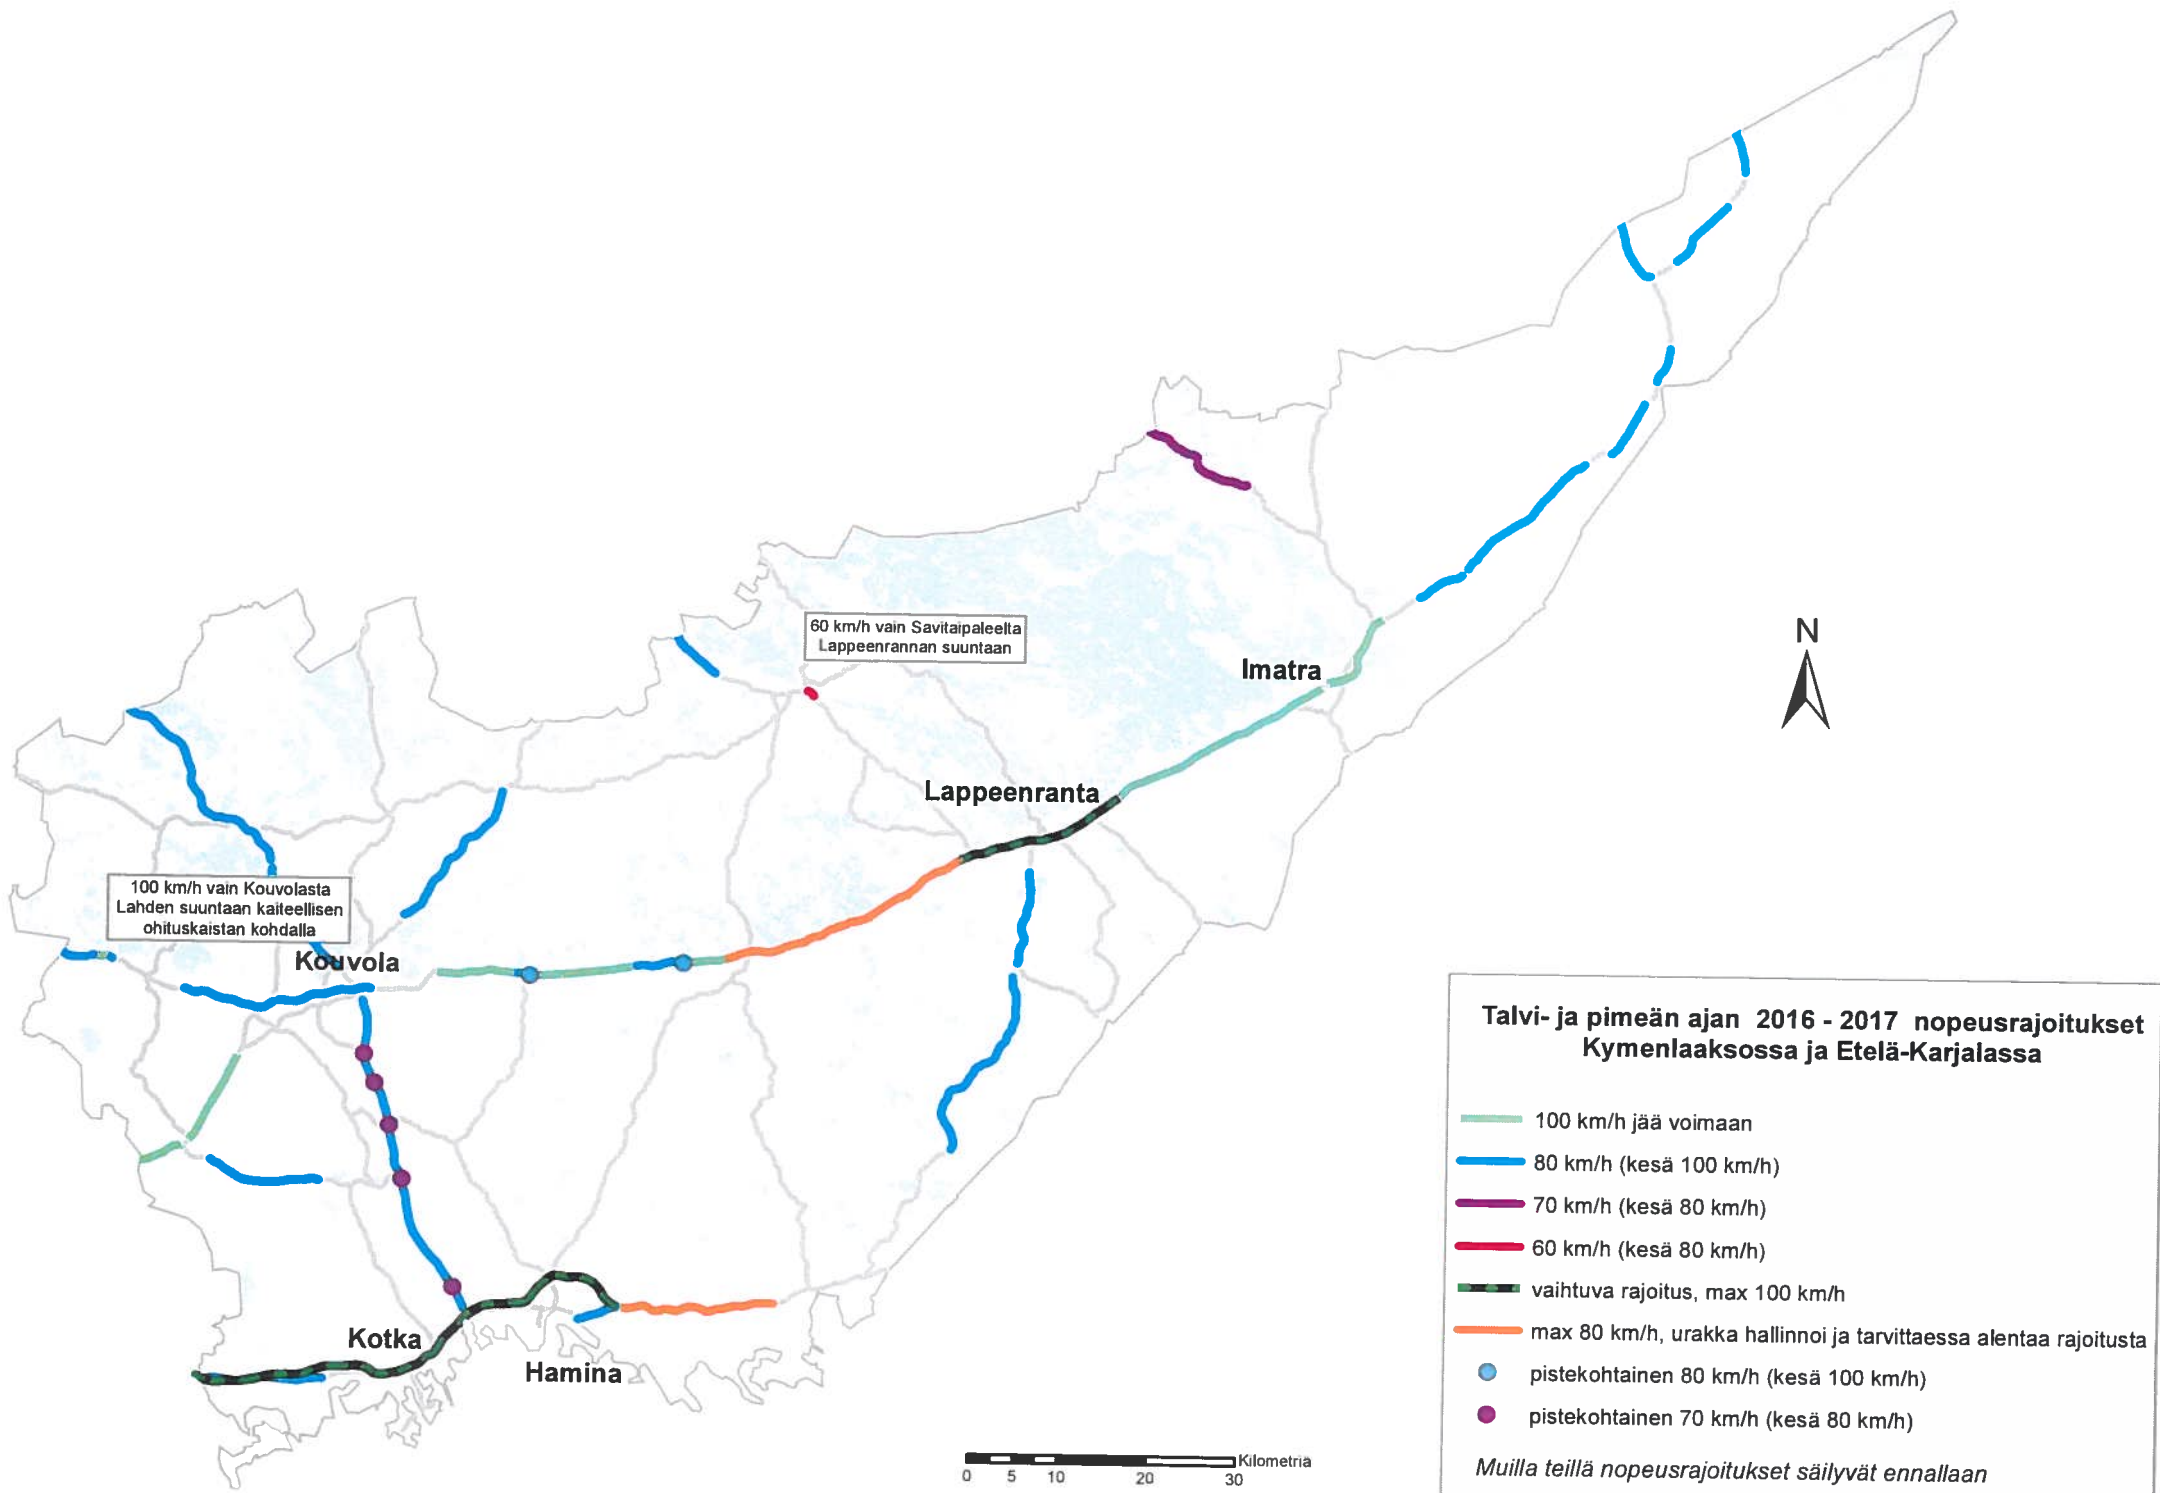 60 km/h vain Savitaipaleelta
Lappeenrannan suuntaan
Imatra
N
Lappeenranta
100 km/h vain Kouvolasta
Lahden suuntaan kaiteellisen
ohituskaistan kohdalla
Kouvola
Kotka
Hamina
Talvi- ja pimeän ajan 2016 - 2017 nopeusrajoitukset
Kymenlaaksossa ja Etelä-Karjalassa
100 km/h jää voimaan
80 km/h (kesä 100 km/h)
70 km/h (kesä 80 km/h)
60 km/h (kesä 80 km/h)
vaihtuva rajoitus, max 100 km/h
max 80 km/h, urakka hallinnoi ja tarvittaessa alentaa rajoitusta
pistekohtainen 80 km/h (kesä 100 km/h)
pistekohtainen 70 km/h (kesä 80 km/h)
Muilla teillä nopeusrajoitukset säilyvät ennallaan
Kilometriä
0 5 10 20 30